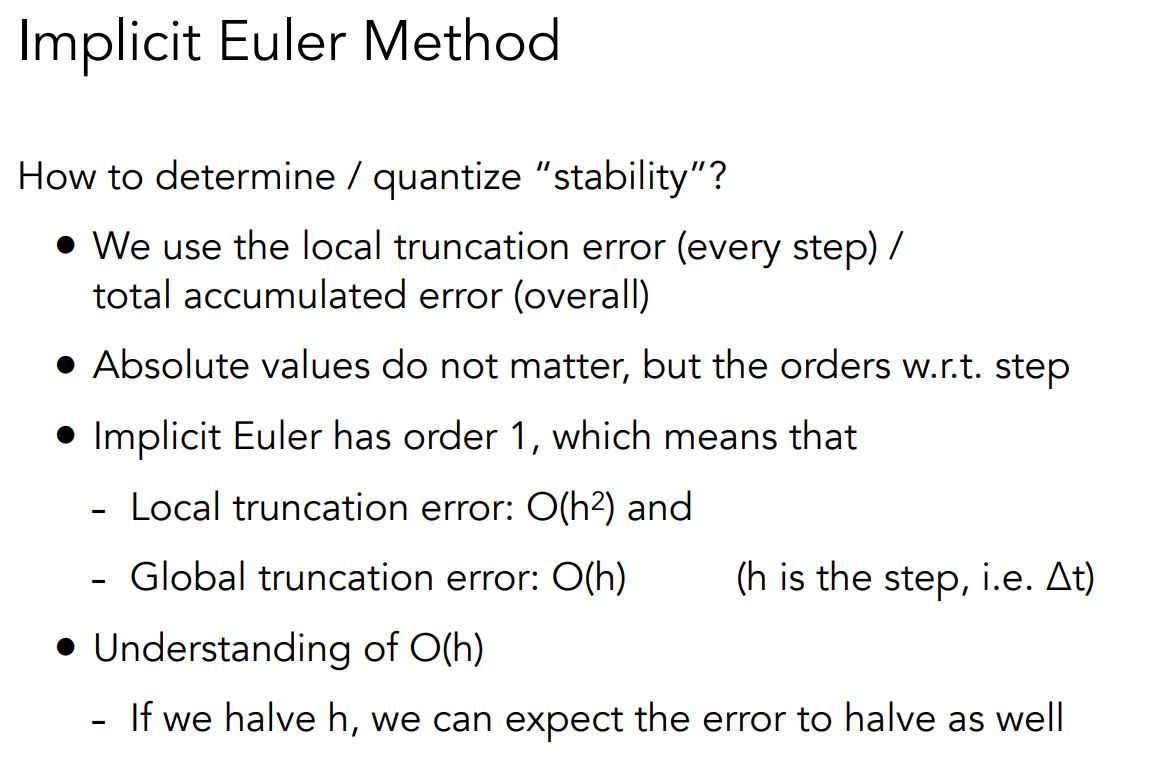 Implicit Euler Method
How to determine / quantize “stability”?
● We use the local truncation error (every step) /
total accumulated error (overall)
● Absolute values do not matter, but the orders w.r.t. step
● Implicit Euler has order 1, which means that
- Local truncation error: O(h²) and
- Global truncation error: O(h) (h is the step, i.e. Δt)
● Understanding of O(h)
- If we halve h, we can expect the error to halve as well